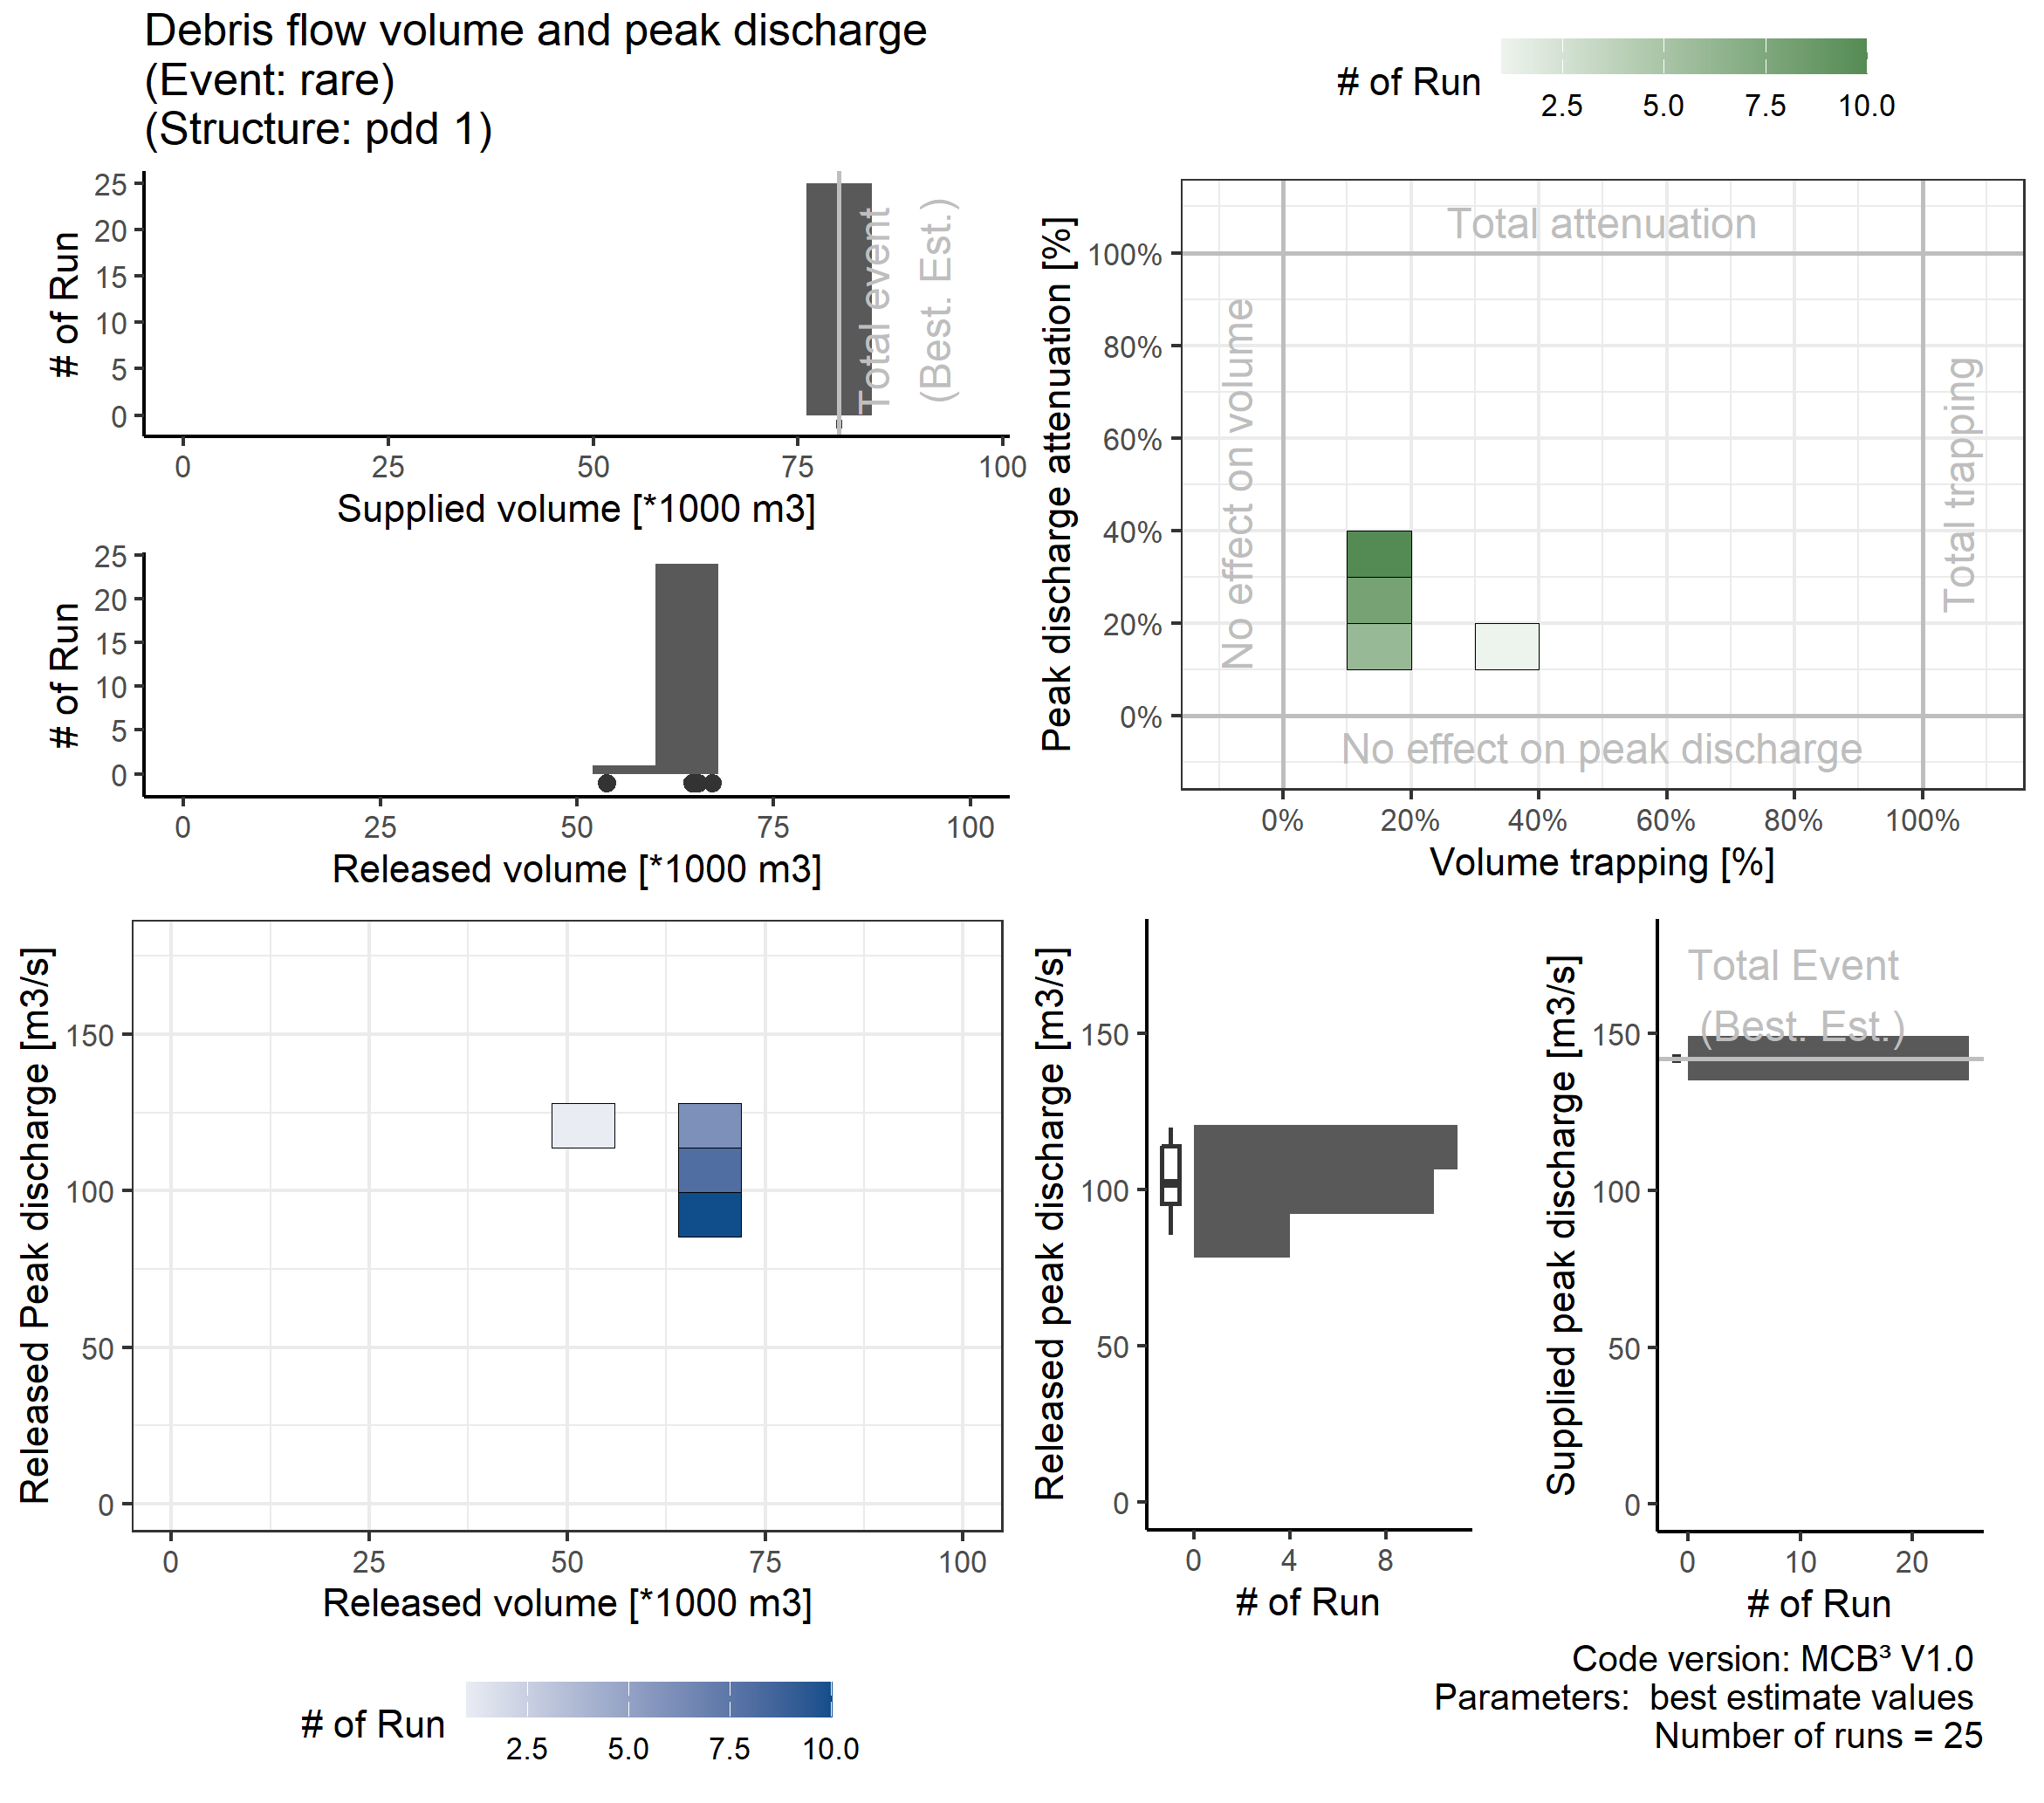 Debris flow volume and peak discharge
(Event: rare)
(Structure: pdd 1)
# of Run
2.5 5.0 7.5 10.0
# of Run
25
20
15
10
5
0
Total event
(Best. Est.)
0 25 50 75 100
Supplied volume [*1000 m3]
# of Run
25
20
15
10
5
0
0 25 50 75 100
Released volume [*1000 m3]
Peak discharge attenuation [%]
100%
80%
60%
40%
20%
0%
Total attenuation
No effect on volume
Total trapping
No effect on peak discharge
0% 20% 40% 60% 80% 100%
Volume trapping [%]
Released Peak discharge [m3/s]
150
100
50
0
0 25 50 75 100
Released volume [*1000 m3]
# of Run
2.5 5.0 7.5 10.0
Released peak discharge [m3/s]
150
100
50
0
0 4 8
# of Run
Supplied peak discharge [m3/s]
150
100
50
0
Total Event
(Best. Est.)
0 10 20
# of Run
Code version: MCB³ V1.0
Parameters:  best estimate values
Number of runs = 25